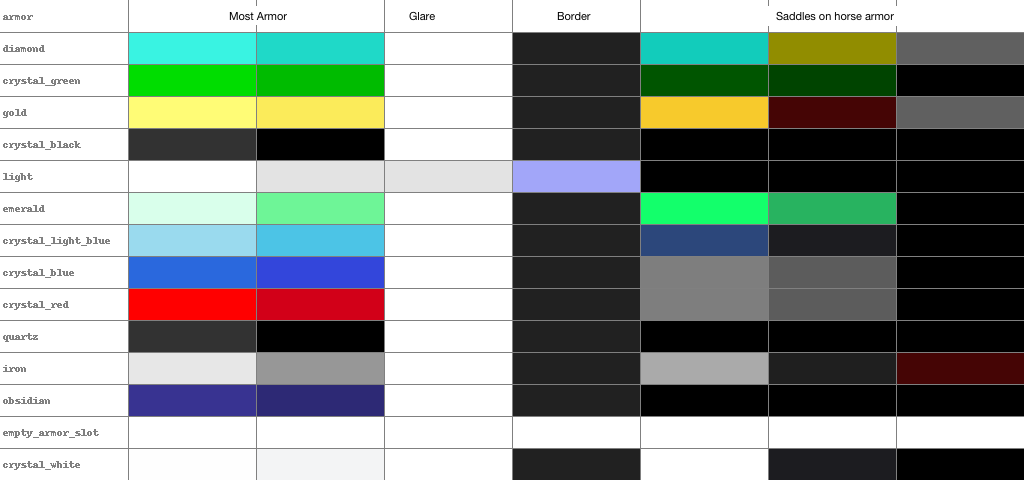 armor Most Armor Glare Border Saddles on horse armor
diamond
crystal_green
gold
crystal_black
light
emerald
crystal_light_blue
crystal_blue
crystal_red
quartz
iron
obsidian
empty_armor_slot
crystal_white